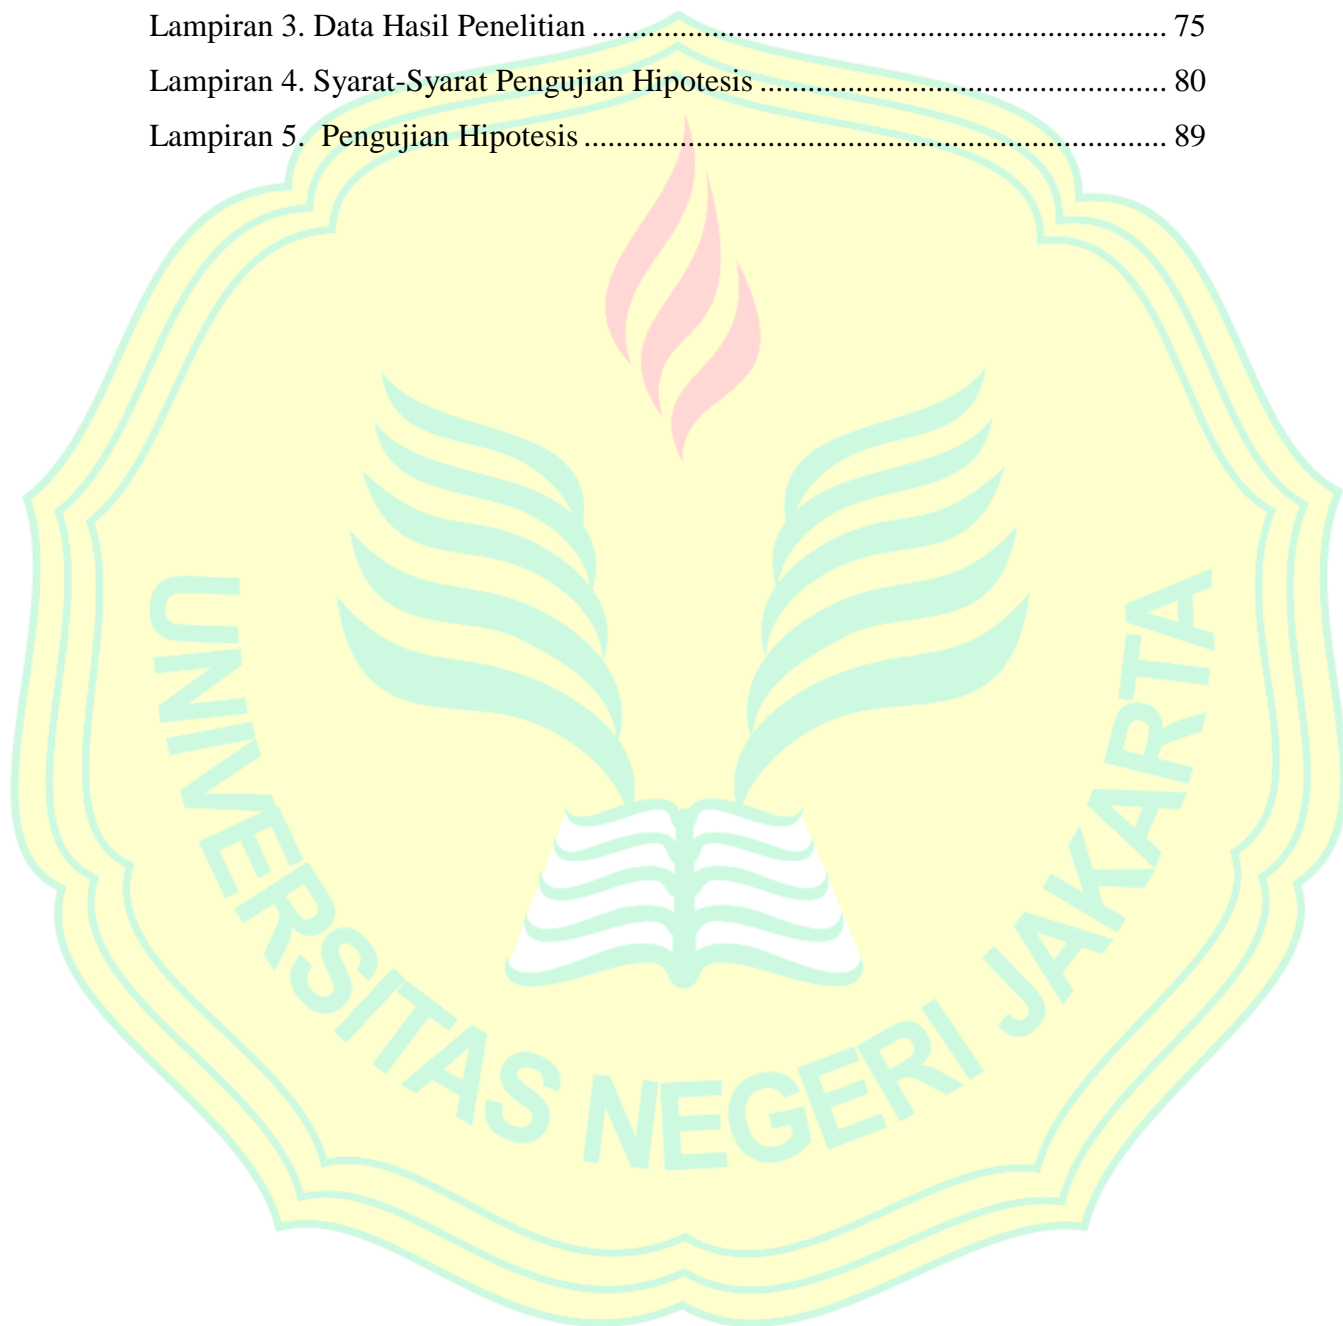 Lampiran 3. Data Hasil Penelitian ........................................................................ 75
Lampiran 4. Syarat-Syarat Pengujian Hipotesis ................................................... 80
Lampiran 5.  Pengujian Hipotesis ......................................................................... 89
UNIVERSITAS NEGERI JAKARTA